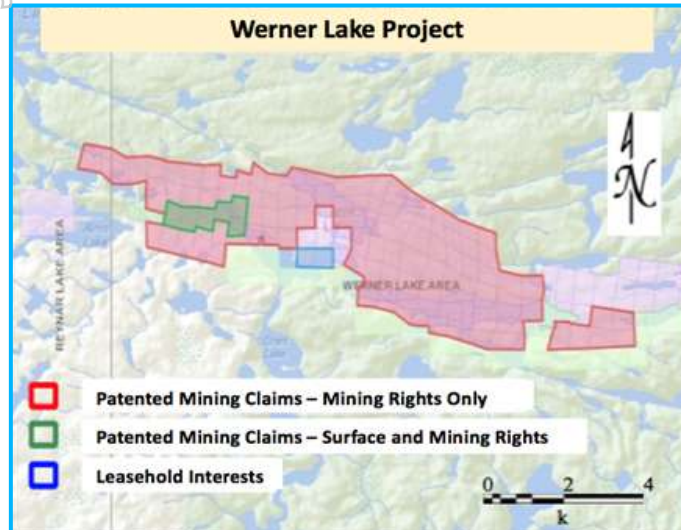 Werner Lake Project
N
REYNAR LAKE AREA
WERNER LAKE AREA
Patented Mining Claims – Mining Rights Only
Patented Mining Claims – Surface and Mining Rights
Leasehold Interests
0 2 4
k